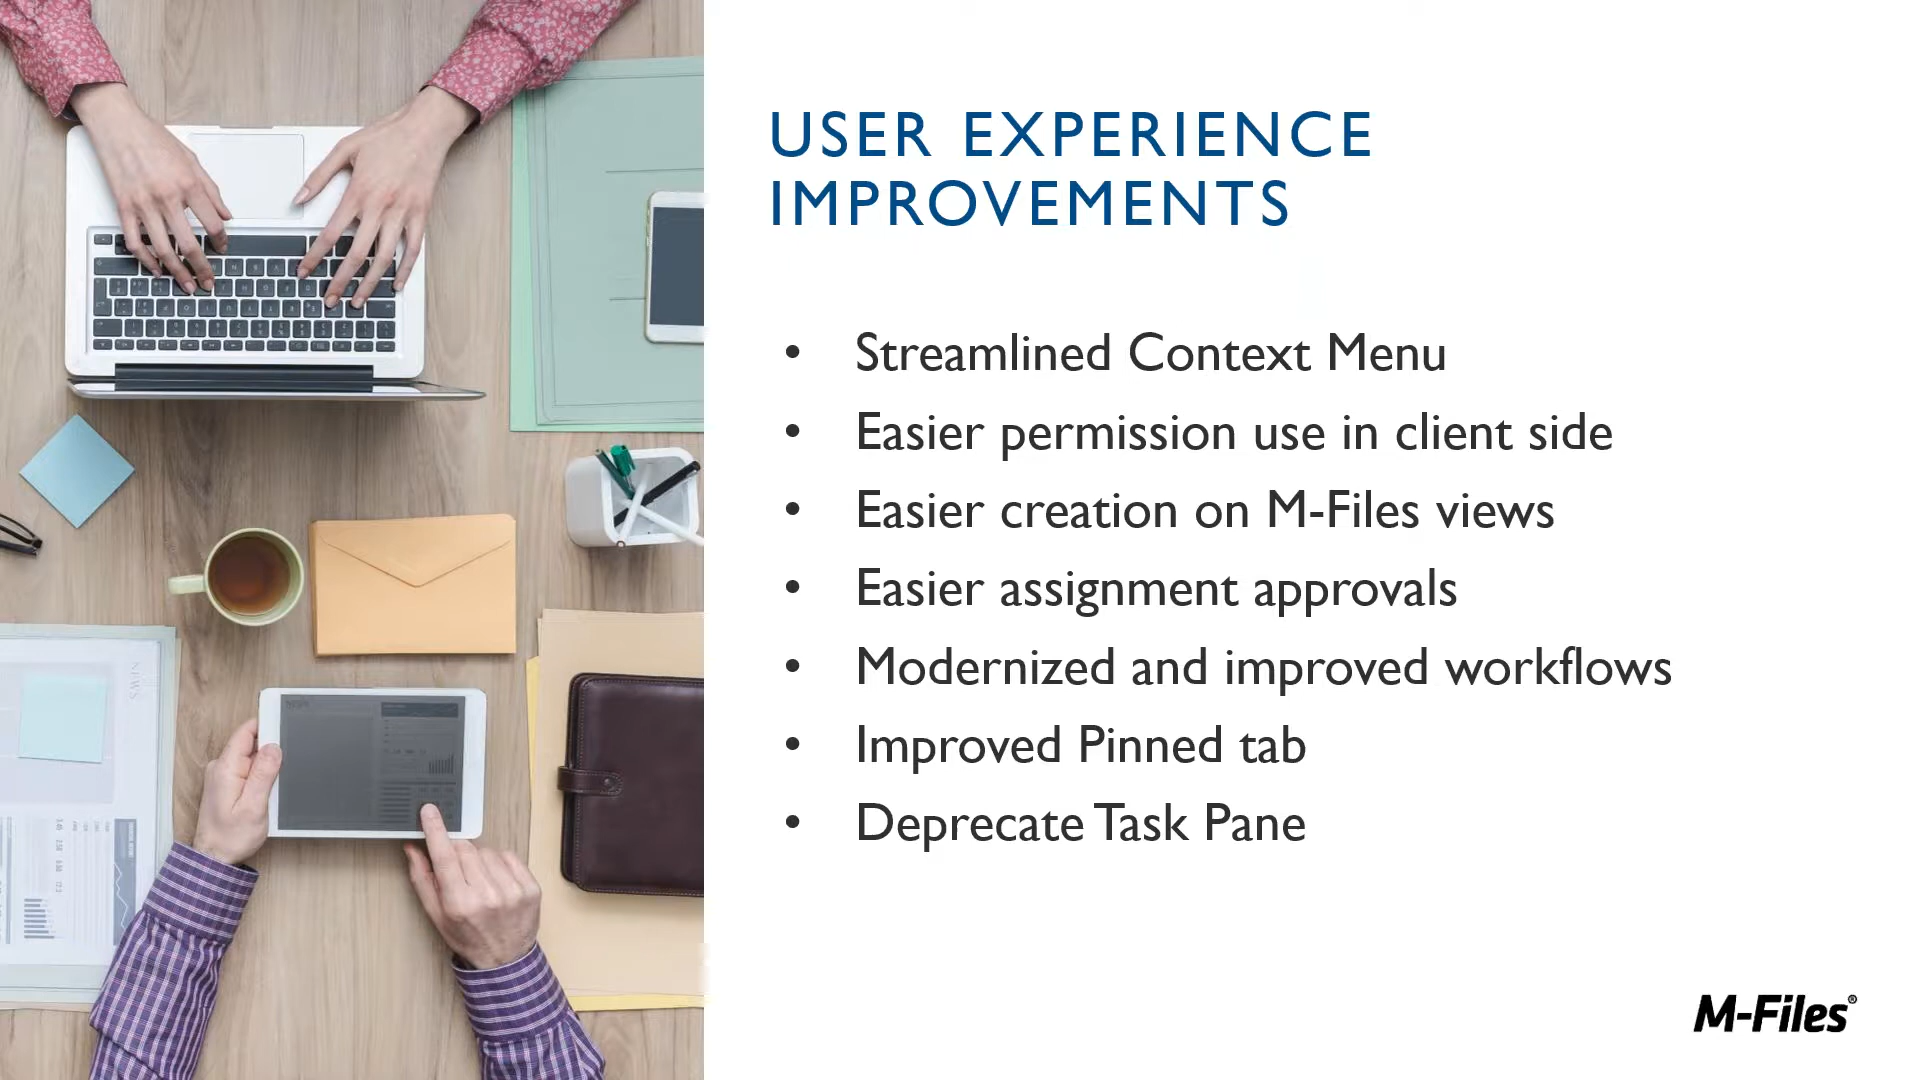 USER EXPERIENCE
IMPROVEMENTS
• Streamlined Context Menu
• Easier permission use in client side
• Easier creation on M-Files views
• Easier assignment approvals
• Modernized and improved workflows
• Improved Pinned tab
• Deprecate Task Pane
M-Files®
NEWS